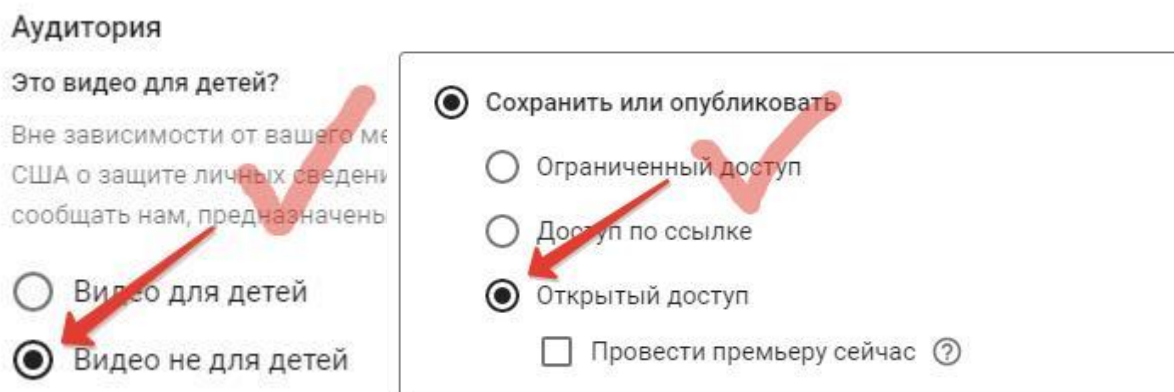 Аудитория
Это видео для детей?
Вне зависимости от вашего ме
США о защите личных сведени
сообщать нам, предназначены
Видео для детей
Видео не для детей
Сохранить или опубликовать
Ограниченный доступ
Доступ по ссылке
Открытый доступ
Провести премьеру сейчас ?